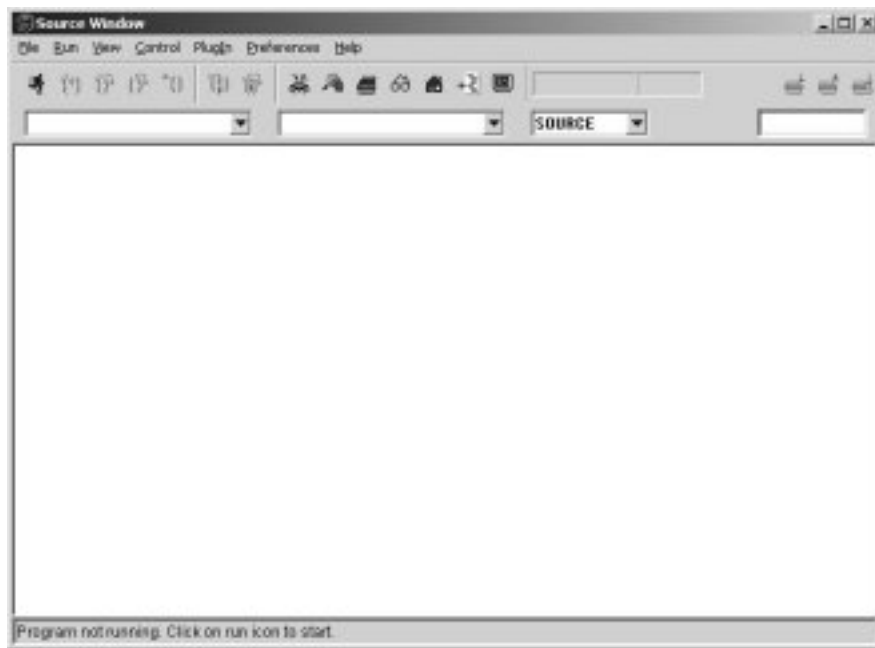 Source Window
File Run View Control PlugIn Preferences Help
SOURCE
Program not running. Click on run icon to start.